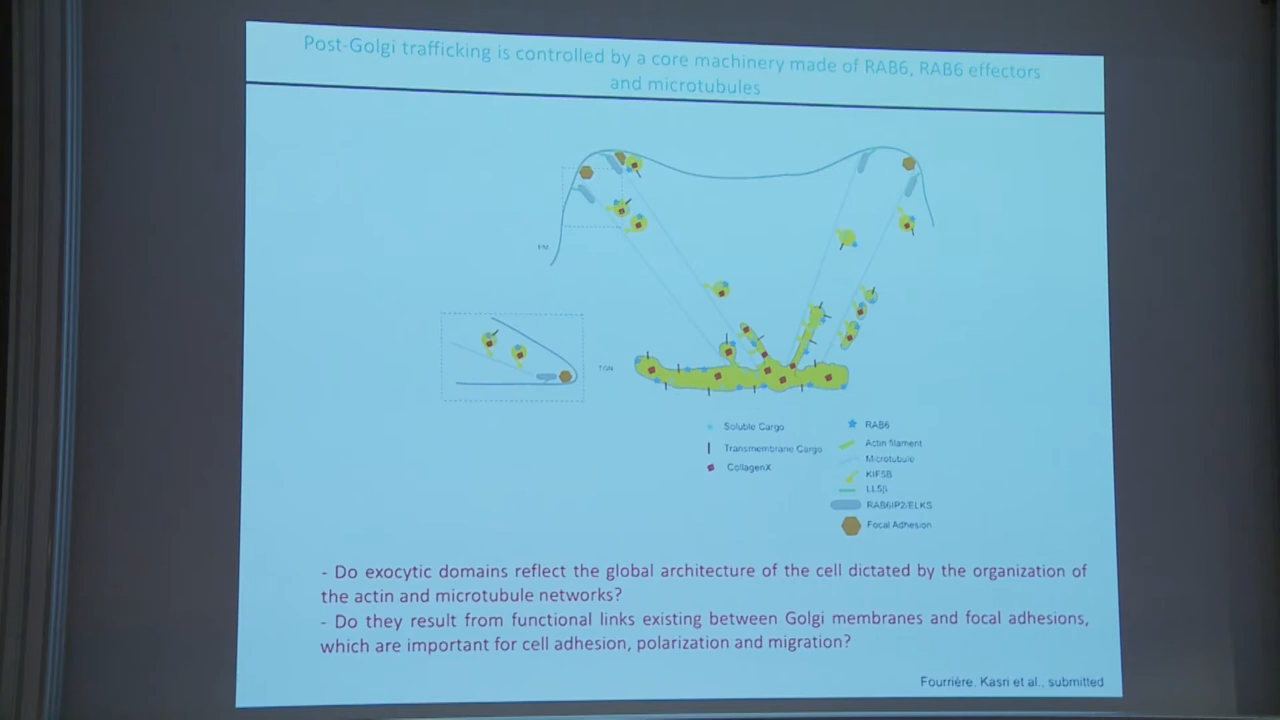 Post-Golgi trafficking is controlled by a core machinery made of RAB6, RAB6 effectors
and microtubules
PM
TGN
Soluble Cargo
Transmembrane Cargo
CollagenX
RAB6
Actin filament
Microtubule
KIF5B
LL5β
RAB6IP2/ELKS
Focal Adhesion
- Do exocytic domains reflect the global architecture of the cell dictated by the organization of
the actin and microtubule networks?
- Do they result from functional links existing between Golgi membranes and focal adhesions,
which are important for cell adhesion, polarization and migration?
Fourrière, Kasri et al., submitted